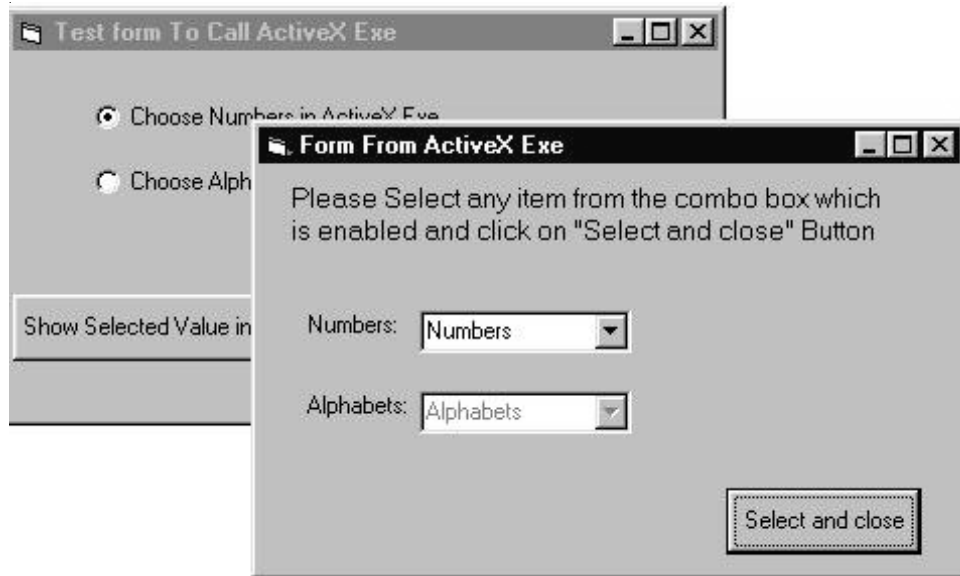 Test form To Call ActiveX Exe
Choose Numbers in ActiveX Exe
Form From ActiveX Exe
Choose Alph
Please Select any item from the combo box which
is enabled and click on "Select and close" Button
Show Selected Value in
Numbers: Numbers
Alphabets: Alphabets
Select and close